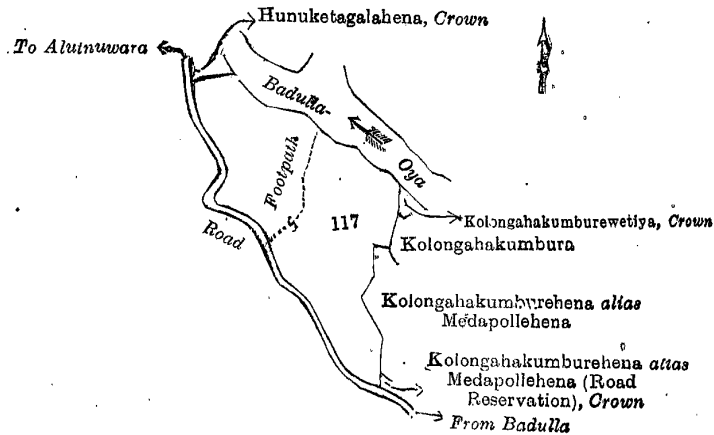 Hunuketagalahena, Crown
To Alutnuwara
Badulla-
Oya
Footpath
Road
117
Kolongahakumburewetiya, Crown
Kolongahakumbura
Kolongahakumburehena alias
Medapollehena
Kolongahakumburehena alias
Medapollehena (Road
Reservation), Crown
From Badulla